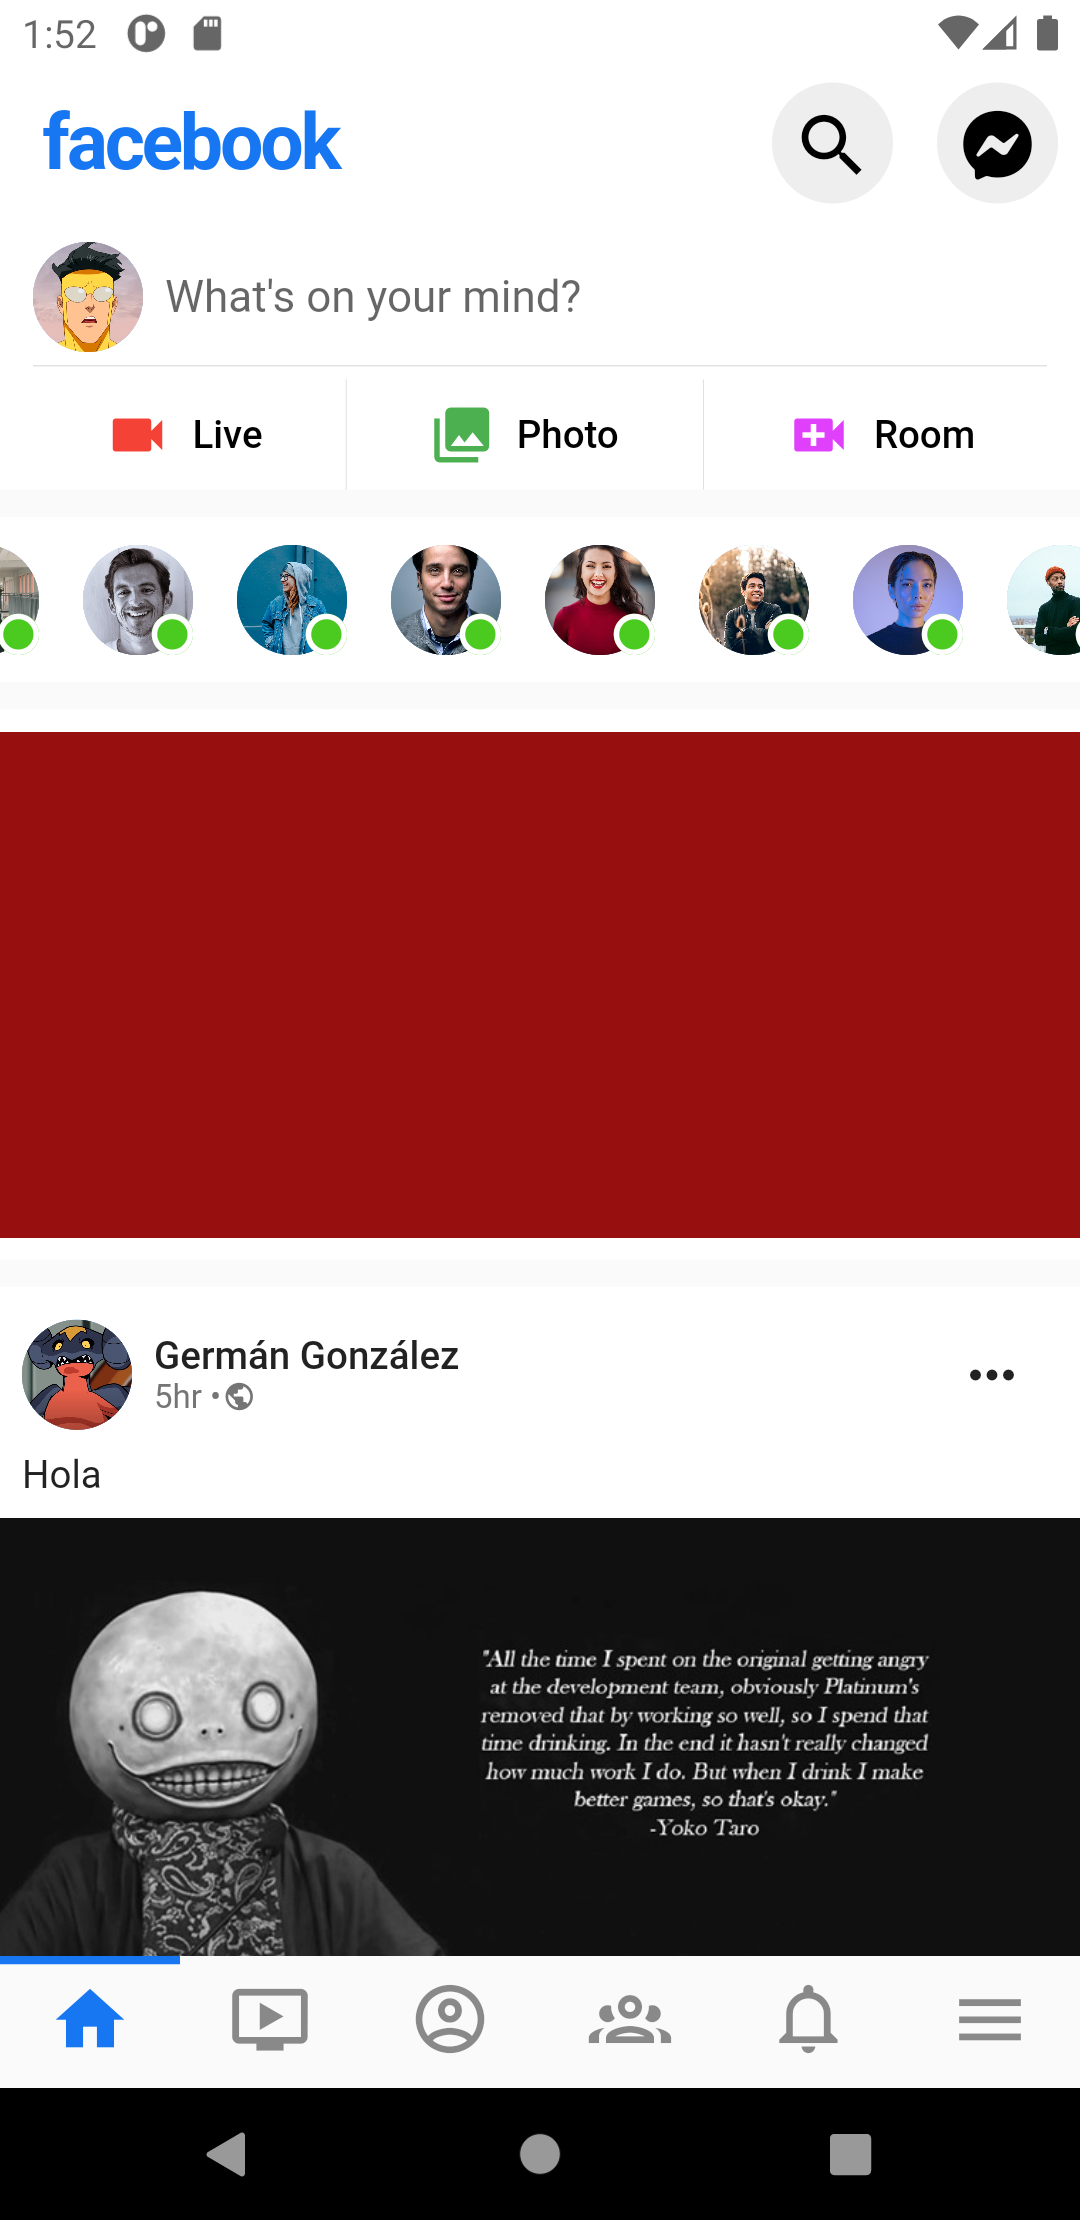 1:52
facebook
What's on your mind?
Live
Photo
Room
Germán González
5hr •
Hola
"All the time I spent on the original getting angry
at the development team, obviously Platinum's
removed that by working so well, so I spend that
time drinking. In the end it hasn't really changed
how much work I do. But when I drink I make
better games, so that's okay."
-Yoko Taro